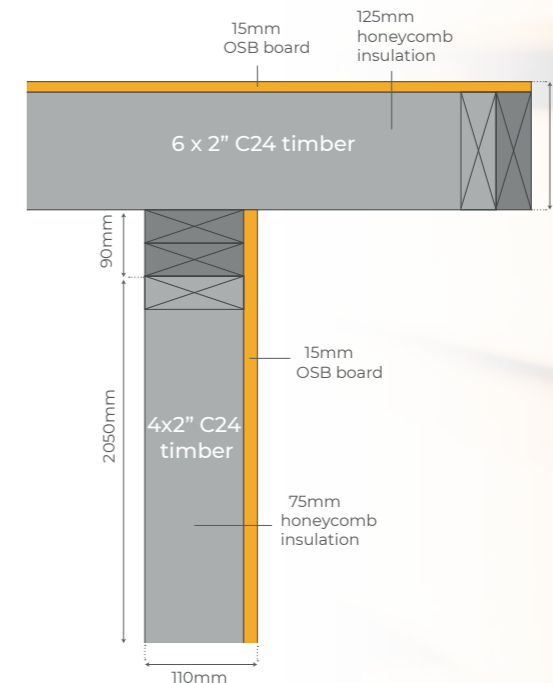 15mm
OSB board
125mm
honeycomb
insulation
6 x 2” C24 timber
90mm
15mm
OSB board
2050mm
4x2” C24
timber
75mm
honeycomb
insulation
110mm